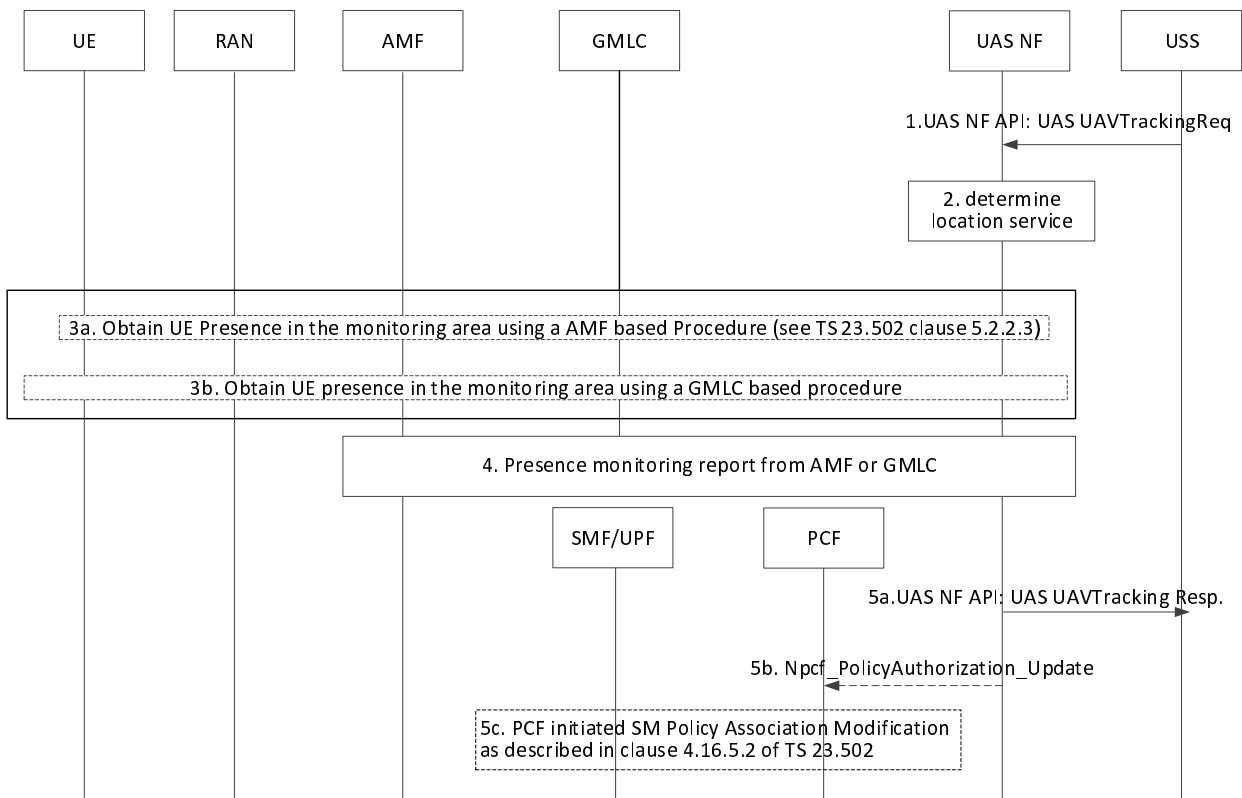 UE
RAN
AMF
GMLC
UAS NF
USS
1.UAS NF API: UAS UAVTrackingReq
2. determine
location service
3a. Obtain UE Presence in the monitoring area using a AMF based Procedure (see TS 23.502 clause 5.2.2.3)
3b. Obtain UE presence in the monitoring area using a GMLC based procedure
4. Presence monitoring report from AMF or GMLC
SMF/UPF
PCF
5a.UAS NF API: UAS UAVTracking Resp.
5b. Npcf_PolicyAuthorization_Update
5c. PCF initiated SM Policy Association Modification
as described in clause 4.16.5.2 of TS 23.502